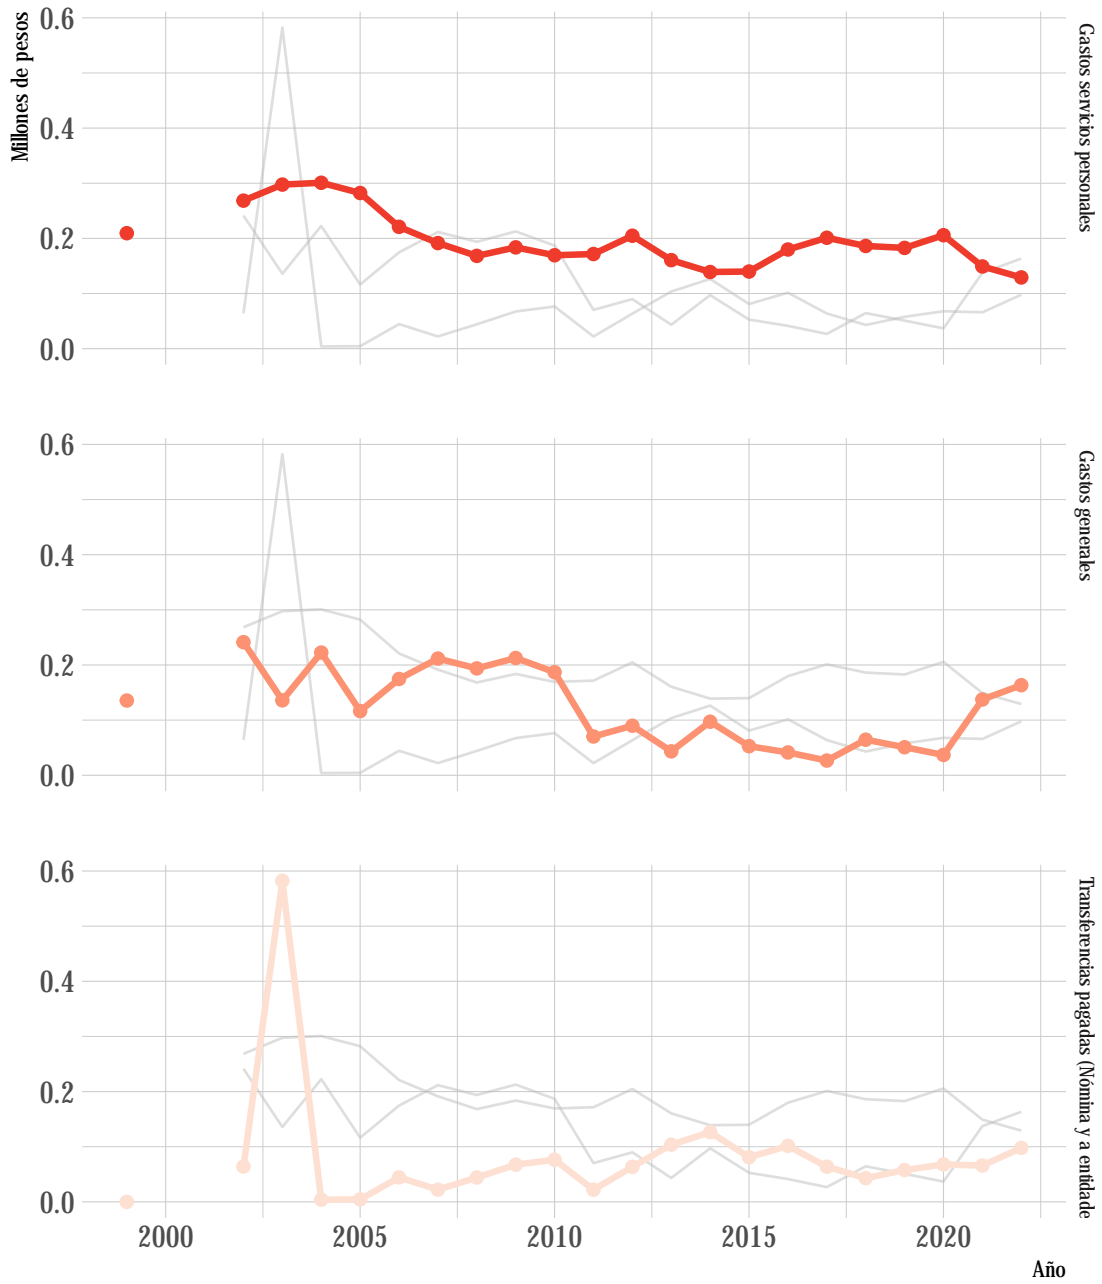 Millones de pesos
0.6
0.4
0.2
0.0
Gastos servicios personales
0.6
0.4
0.2
0.0
Gastos generales
0.6
0.4
0.2
0.0
Transferencias pagadas (Nómina y a entidade
2000 2005 2010 2015 2020
Año